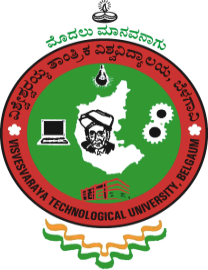 ಮೊದಲು ಮಾನವನಾಗು
ವಿಶ್ವೇಶ್ವರಯ್ಯ ತಾಂತ್ರಿಕ ವಿಶ್ವವಿದ್ಯಾಲಯ, ಬೆಳಗಾವಿ
VISVESVARAYA TECHNOLOGICAL UNIVERSITY, BELGAUM